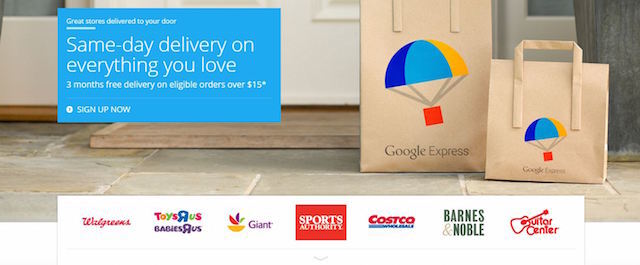 Great stores delivered to your door
Same-day delivery on
everything you love
3 months free delivery on eligible orders over $15*
SIGN UP NOW
Google Express
Google Express
Walgreens
TOYS"R"US
BABIES"R"US
Giant
SPORTS
AUTHORITY.
COSTCO
WHOLESALE
BARNES
&NOBLE
Guitar
Center